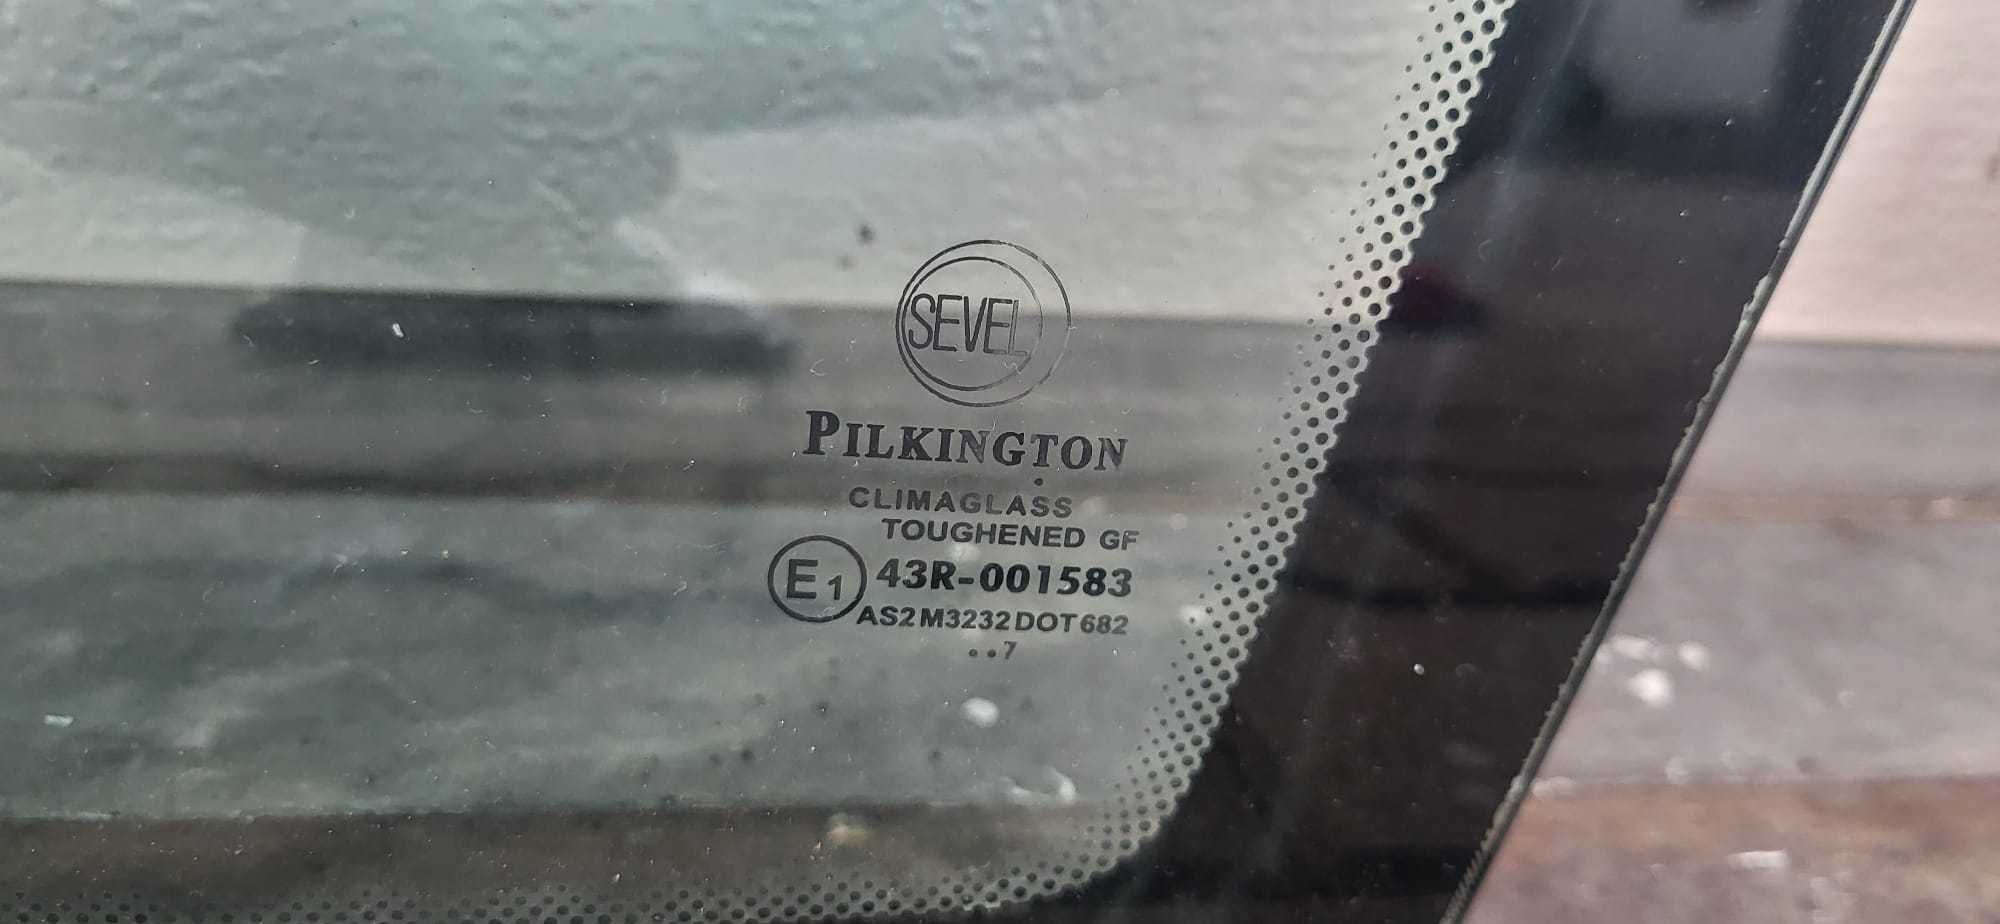 SEVEL
PILKINGTON
CLIMAGLASS
TOUGHENED GF
E1 43R-001583
AS2 M3232 DOT 682
..7